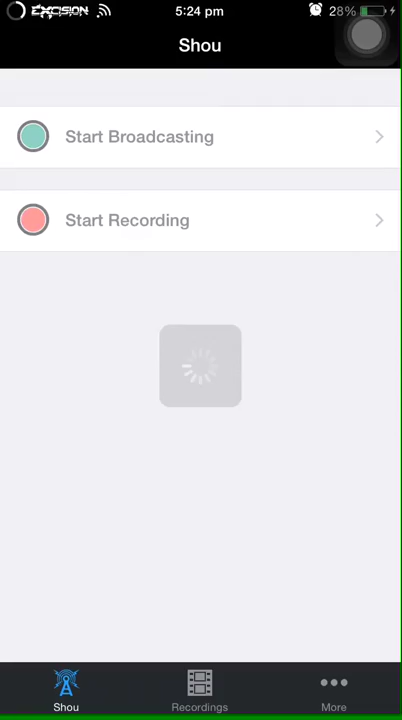 EXCISION 5:24 pm 28%
Shou
Start Broadcasting
Start Recording
Shou Recordings More